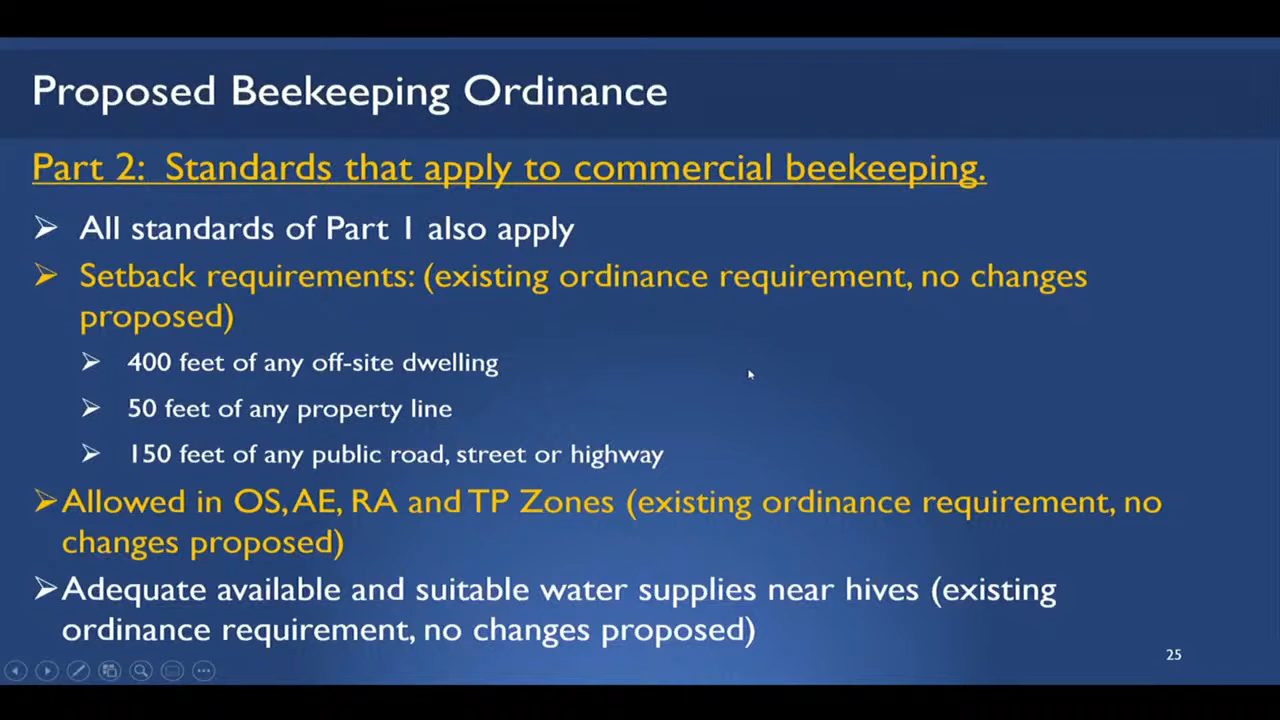 Proposed Beekeeping Ordinance
Part 2: Standards that apply to commercial beekeeping.
➢ All standards of Part 1 also apply
➢ Setback requirements: (existing ordinance requirement, no changes
proposed)
➢ 400 feet of any off-site dwelling
➢ 50 feet of any property line
➢ 150 feet of any public road, street or highway
➢Allowed in OS, AE, RA and TP Zones (existing ordinance requirement, no
changes proposed)
➢Adequate available and suitable water supplies near hives (existing
ordinance requirement, no changes proposed)
25